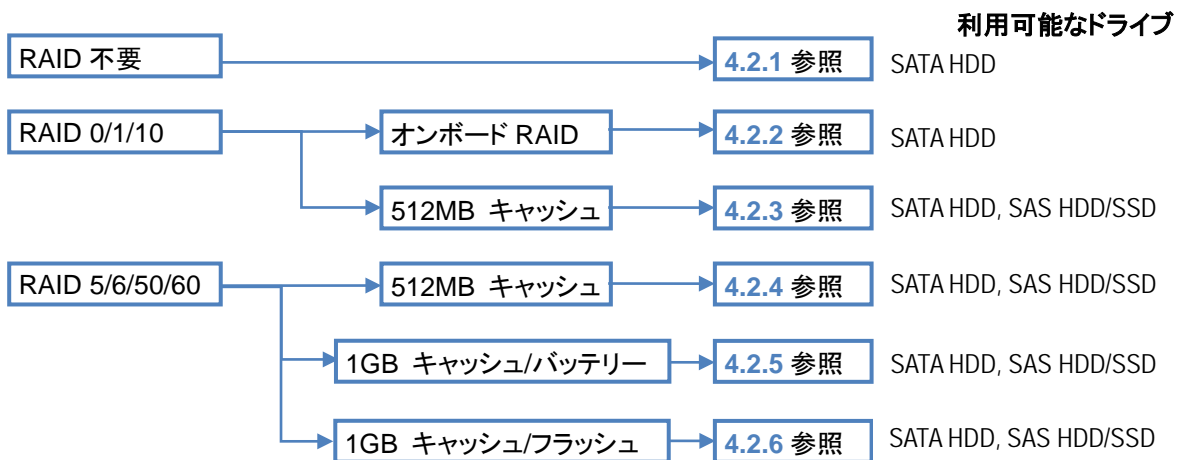 利用可能なドライブ
RAID 不要
4.2.1 参照
SATA HDD
RAID 0/1/10
オンボード RAID
4.2.2 参照
SATA HDD
512MB キャッシュ
4.2.3 参照
SATA HDD, SAS HDD/SSD
RAID 5/6/50/60
512MB キャッシュ
4.2.4 参照
SATA HDD, SAS HDD/SSD
1GB キャッシュ/バッテリー
4.2.5 参照
SATA HDD, SAS HDD/SSD
1GB キャッシュ/フラッシュ
4.2.6 参照
SATA HDD, SAS HDD/SSD